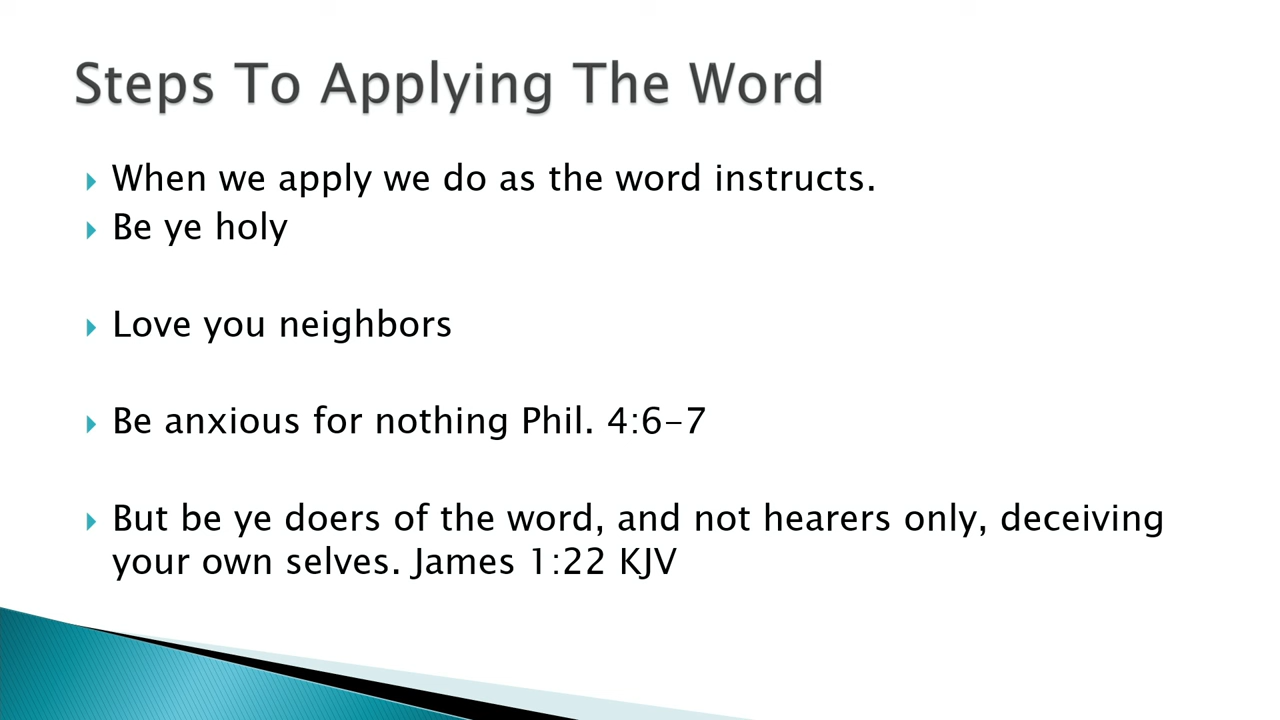 Steps To Applying The Word
When we apply we do as the word instructs.
Be ye holy
Love you neighbors
Be anxious for nothing Phil. 4:6-7
But be ye doers of the word, and not hearers only, deceiving
your own selves. James 1:22 KJV